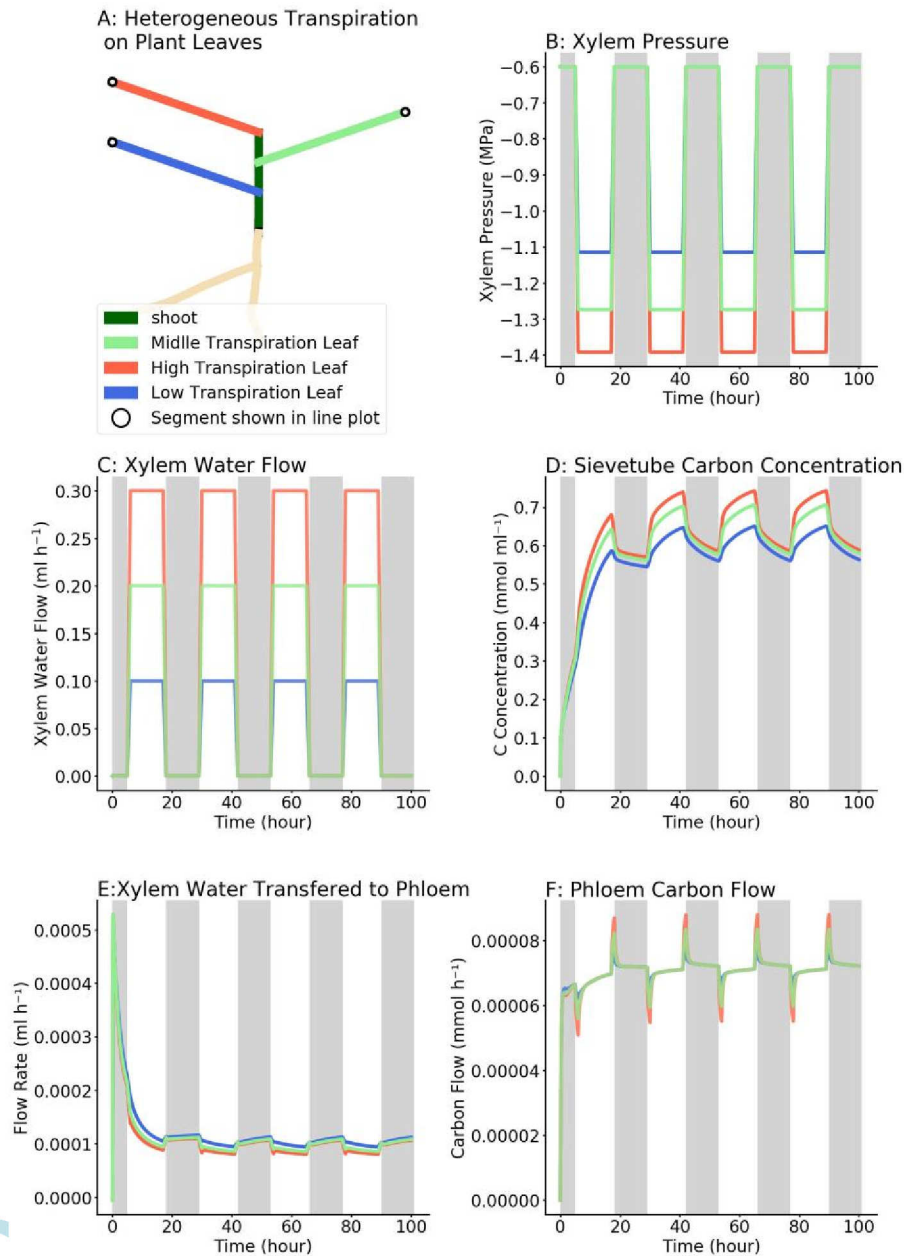 A: Heterogeneous Transpiration
on Plant Leaves
shoot
Midlle Transpiration Leaf
High Transpiration Leaf
Low Transpiration Leaf
Segment shown in line plot
B: Xylem Pressure
Xylem Pressure (MPa)
−0.6
−0.7
−0.8
−0.9
−1.0
−1.1
−1.2
−1.3
−1.4
0 20 40 60 80 100
Time (hour)
C: Xylem Water Flow
Xylem Water Flow (ml h⁻¹)
0.30
0.25
0.20
0.15
0.10
0.05
0.00
0 20 40 60 80 100
Time (hour)
D: Sievetube Carbon Concentration
C Concentration (mmol ml⁻¹)
0.7
0.6
0.5
0.4
0.3
0.2
0.1
0.0
0 20 40 60 80 100
Time (hour)
E:Xylem Water Transfered to Phloem
Flow Rate (ml h⁻¹)
0.0005
0.0004
0.0003
0.0002
0.0001
0.0000
0 20 40 60 80 100
Time (hour)
F: Phloem Carbon Flow
Carbon Flow (mmol h⁻¹)
0.00008
0.00006
0.00004
0.00002
0.00000
0 20 40 60 80 100
Time (hour)